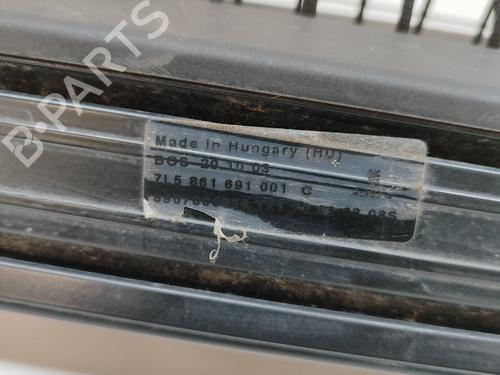 B-PARTS
Made in Hungary (HU)
BOS 20 10 03
7L5 861 691 001 C